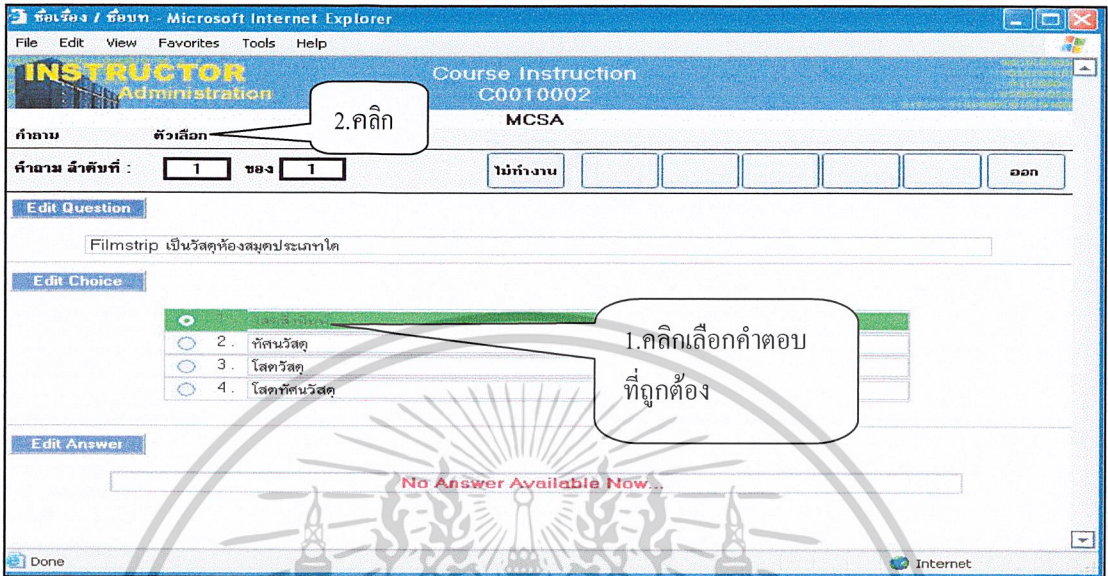 ชื่อเรื่อง / ชื่อบท - Microsoft Internet Explorer
File Edit View Favorites Tools Help
INSTRUCTOR
Administration
Course Instruction
C0010002
MCSA
2.คลิก
คำถาม ตัวเลือก
คำถาม ลำดับที่ : 1 ของ 1 ไม่ทำงาน ออก
Edit Question
Filmstrip เป็นวัสดุห้องสมุดประเภทใด
Edit Choice
1.
2. ทัศนวัสดุ
3. โสตวัสดุ
4. โสตทัศนวัสดุ
1.คลิกเลือกคำตอบ
ที่ถูกต้อง
Edit Answer
No Answer Available Now...
Done Internet